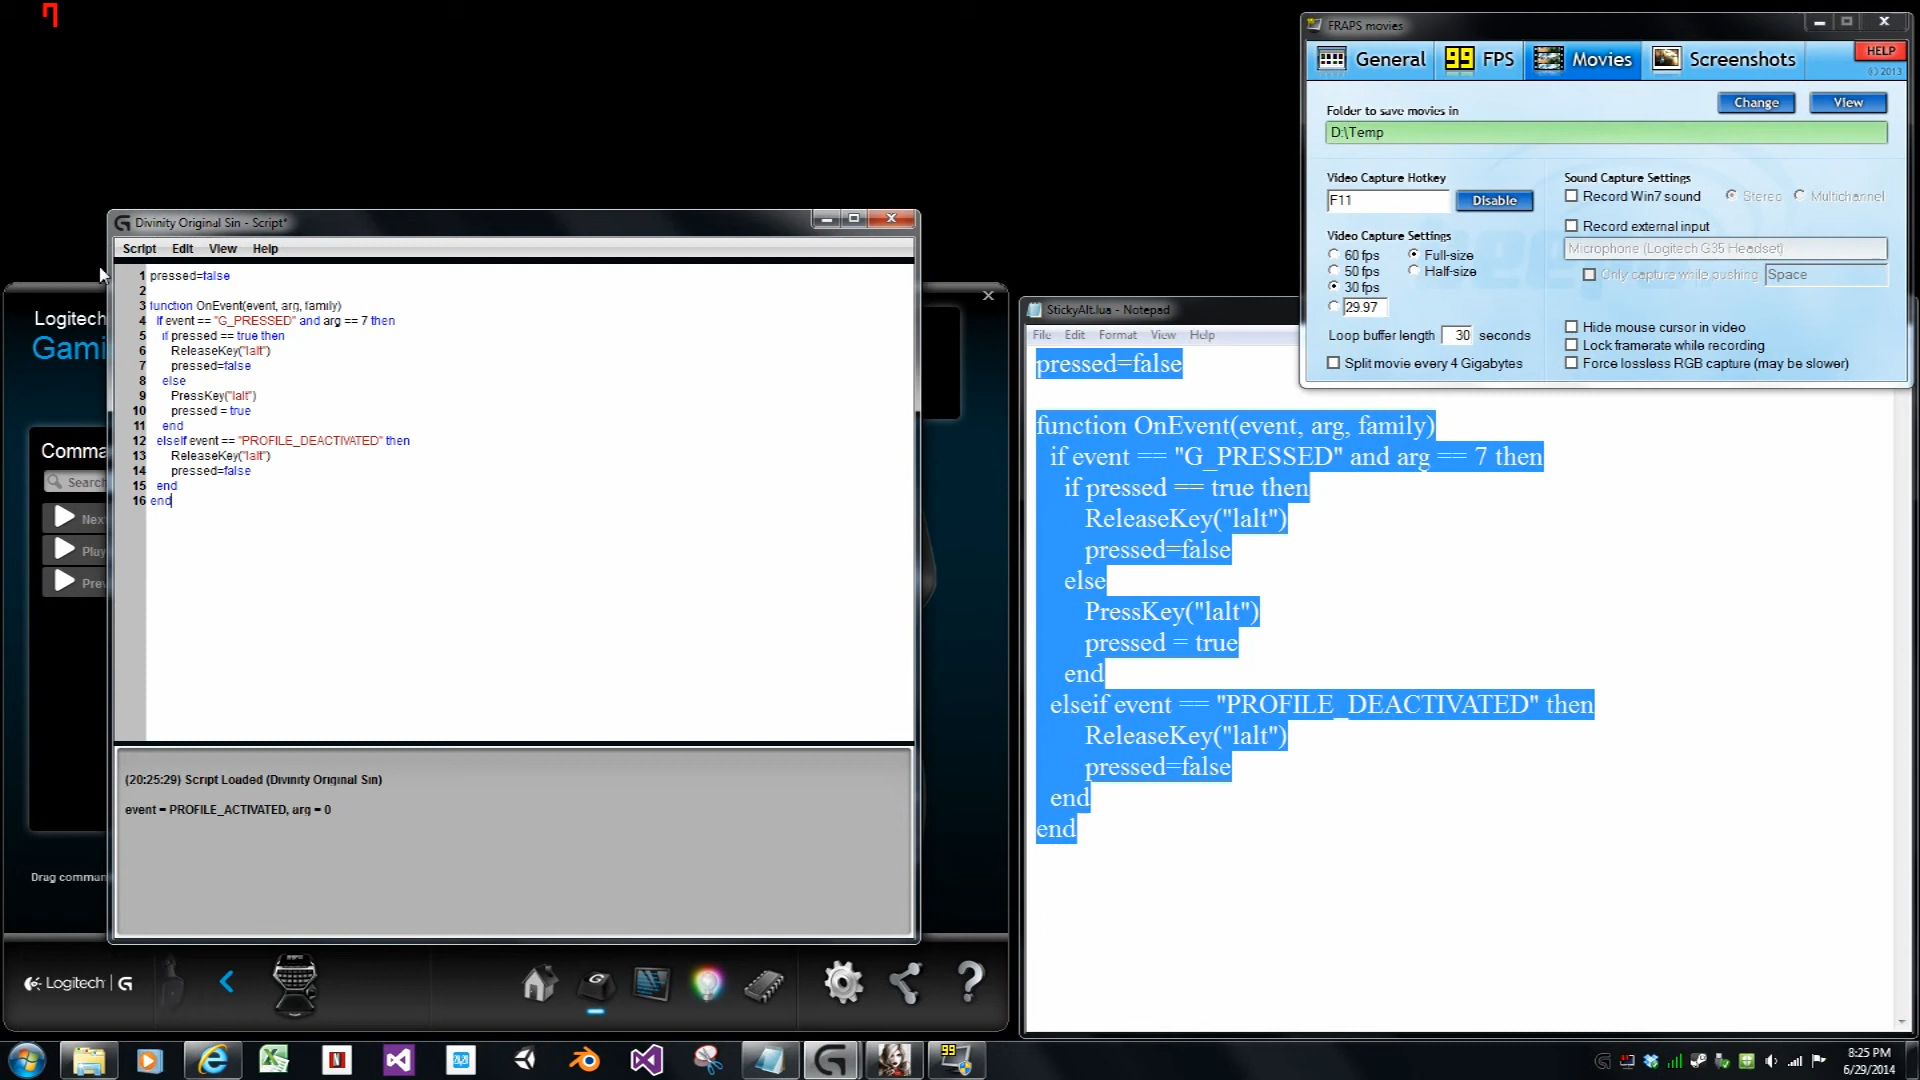 7
FRAPS movies
General
99 FPS
Movies
Screenshots
HELP
(c) 2013
Folder to save movies in
Change
View
D:\Temp
Video Capture Hotkey
F11
Disable
Video Capture Settings
60 fps
50 fps
30 fps
29.97
Full-size
Half-size
Loop buffer length 30 seconds
Split movie every 4 Gigabytes
Sound Capture Settings
Record Win7 sound
Stereo
Multichannel
Record external input
Microphone (Logitech G35 Headset)
Only capture while pushing Space
Hide mouse cursor in video
Lock framerate while recording
Force lossless RGB capture (may be slower)
Divinity Original Sin - Script*
Script Edit View Help
1 pressed=false
2
3 function OnEvent(event, arg, family)
4 if event == "G_PRESSED" and arg == 7 then
5 if pressed == true then
6 ReleaseKey("lalt")
7 pressed=false
8 else
9 PressKey("lalt")
10 pressed = true
11 end
12 elseif event == "PROFILE_DEACTIVATED" then
13 ReleaseKey("lalt")
14 pressed=false
15 end
16 end
(20:25:29) Script Loaded (Divinity Original Sin)
event = PROFILE_ACTIVATED, arg = 0
Logitech
Gami
Comma
Search
Nex
Play
Prev
Drag comman
Logitech G
StickyAlt.lua - Notepad
File Edit Format View Help
pressed=false
function OnEvent(event, arg, family)
if event == "G_PRESSED" and arg == 7 then
if pressed == true then
ReleaseKey("lalt")
pressed=false
else
PressKey("lalt")
pressed = true
end
elseif event == "PROFILE_DEACTIVATED" then
ReleaseKey("lalt")
pressed=false
end
end
8:25 PM
6/29/2014